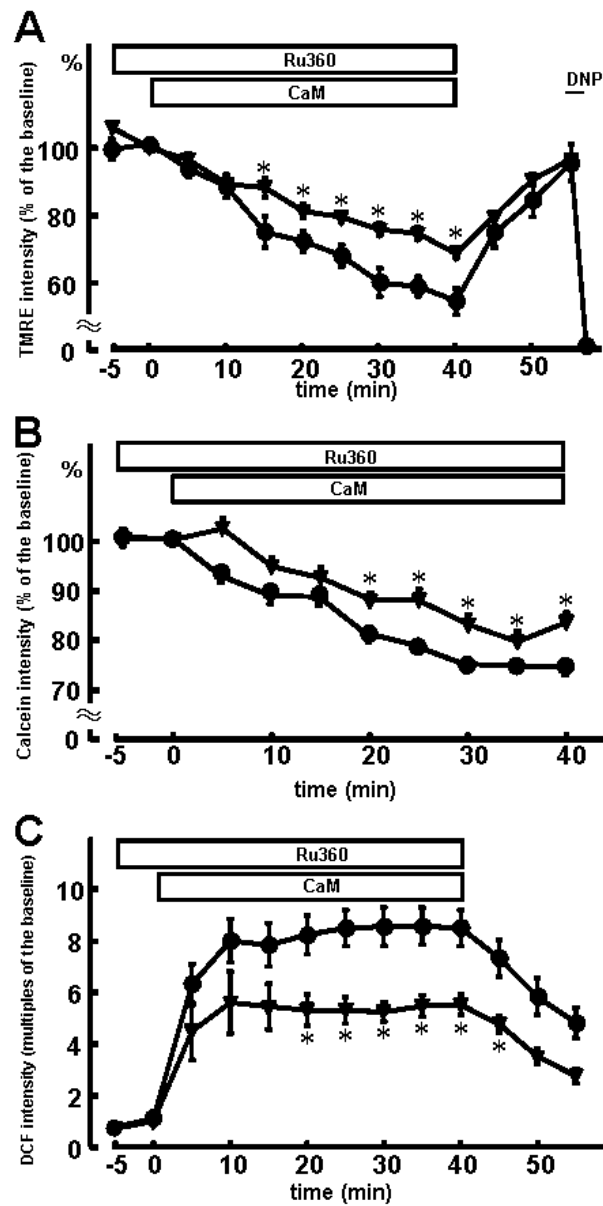 A
%
Ru360
CaM
DNP
TMRE intensity (% of the baseline)
100
80
60
0
* * * * * *
-5 0 10 20 30 40 50
time (min)
B
%
Ru360
CaM
Calcein intensity (% of the baseline)
100
90
80
70
0
* * * * *
-5 0 10 20 30 40
time (min)
C
Ru360
CaM
DCF intensity (multiples of the baseline)
10
8
6
4
2
0
* * * * * *
-5 0 10 20 30 40 50
time (min)